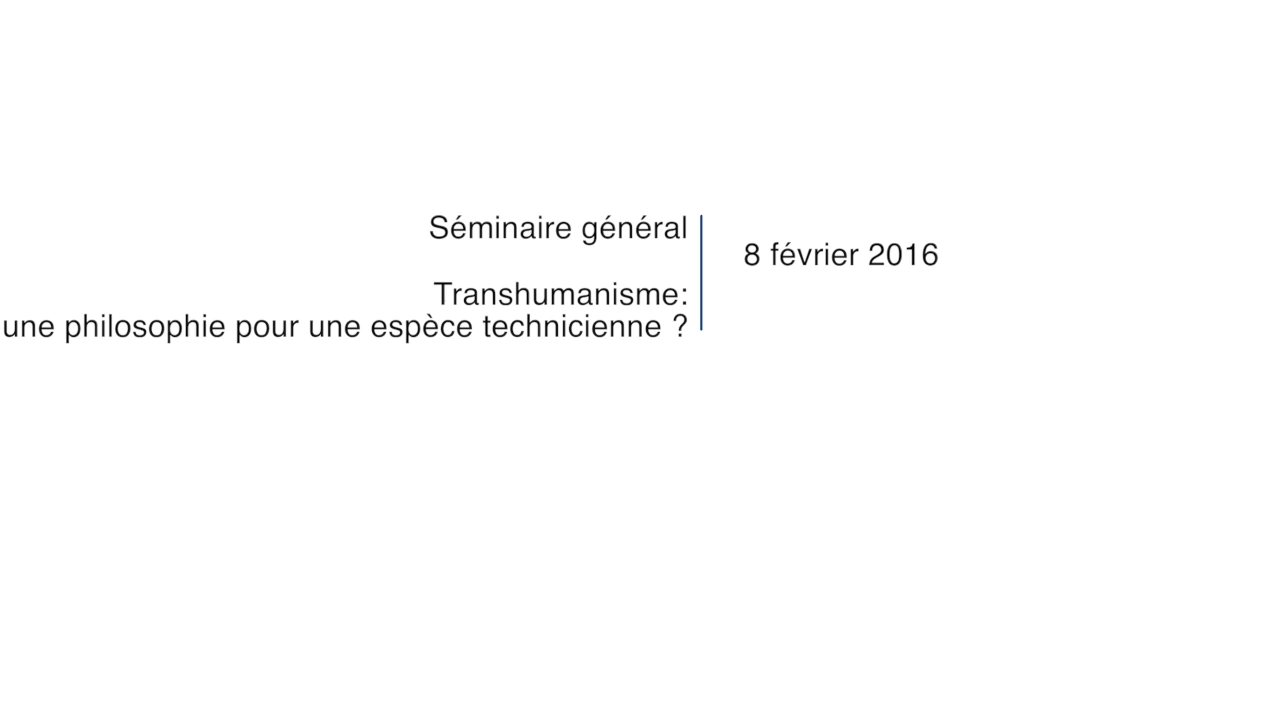 Séminaire général
Transhumanisme:
une philosophie pour une espèce technicienne ?
8 février 2016